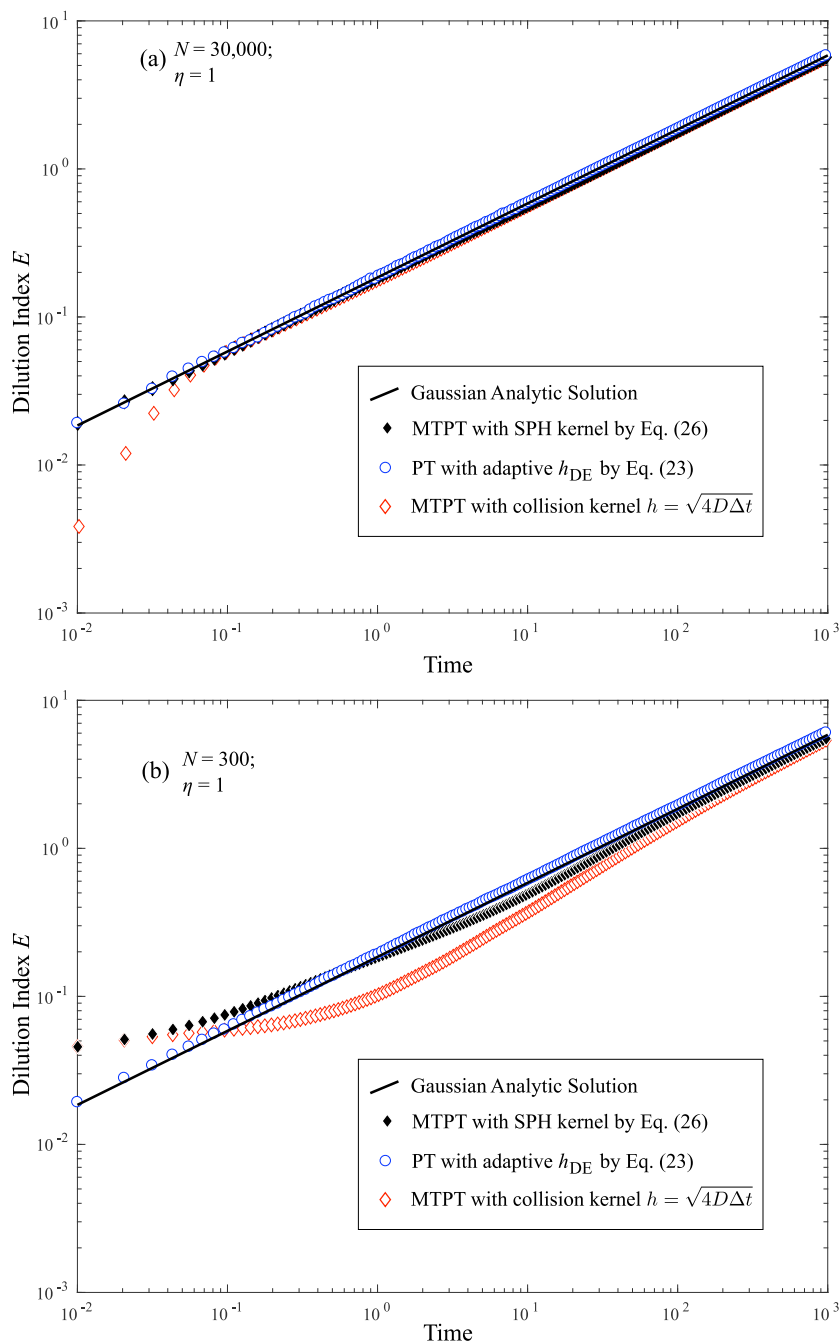 (a) N = 30,000;
η = 1
10^1
10^0
10^-1
10^-2
10^-3
Dilution Index E
Gaussian Analytic Solution
MTPT with SPH kernel by Eq. (26)
PT with adaptive h_DE by Eq. (23)
MTPT with collision kernel h = √4DΔt
10^-2 10^-1 10^0 10^1 10^2 10^3
Time
(b) N = 300;
η = 1
10^1
10^0
10^-1
10^-2
10^-3
Dilution Index E
Gaussian Analytic Solution
MTPT with SPH kernel by Eq. (26)
PT with adaptive h_DE by Eq. (23)
MTPT with collision kernel h = √4DΔt
10^-2 10^-1 10^0 10^1 10^2 10^3
Time